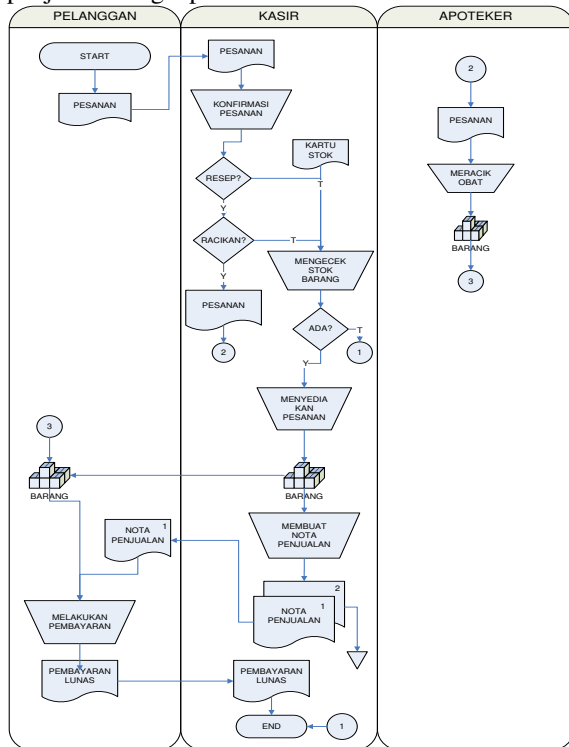 PELANGGAN
KASIR
APOTEKER
START
PESANAN
PESANAN
KONFIRMASI
PESANAN
KARTU
STOK
RESEP?
T
Y
RACIKAN?
T
Y
MENGECEK
STOK
BARANG
PESANAN
2
ADA?
T
1
Y
MENYEDIA
KAN
PESANAN
BARANG
MEMBUAT
NOTA
PENJUALAN
2
NOTA
PENJUALAN
1
3
BARANG
NOTA
PENJUALAN
1
MELAKUKAN
PEMBAYARAN
PEMBAYARAN
LUNAS
PEMBAYARAN
LUNAS
END
1
2
PESANAN
MERACIK
OBAT
BARANG
3